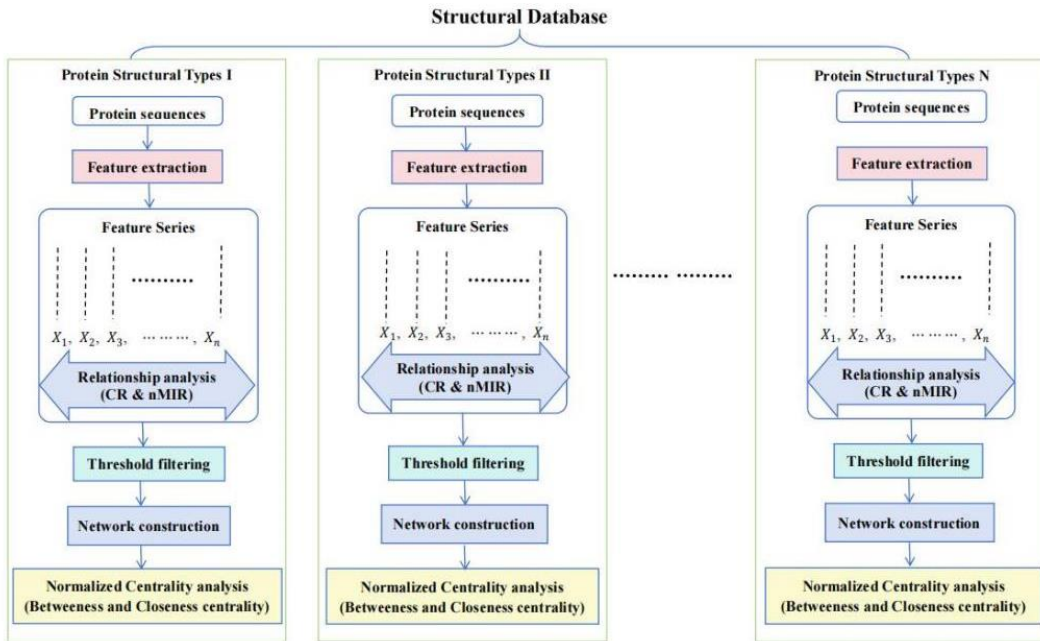 Structural Database
Protein Structural Types I
Protein sequences
Feature extraction
Feature Series
..........
X₁, X₂, X₃, ... ... ... , Xₙ
Relationship analysis
(CR & nMIR)
Threshold filtering
Network construction
Normalized Centrality analysis
(Betweeness and Closeness centrality)
Protein Structural Types II
Protein sequences
Feature extraction
Feature Series
..........
X₁, X₂, X₃, ... ... ... , Xₙ
Relationship analysis
(CR & nMIR)
Threshold filtering
Network construction
Normalized Centrality analysis
(Betweeness and Closeness centrality)
......... .........
Protein Structural Types N
Protein sequences
Feature extraction
Feature Series
..........
X₁, X₂, X₃, ... ... ... , Xₙ
Relationship analysis
(CR & nMIR)
Threshold filtering
Network construction
Normalized Centrality analysis
(Betweeness and Closeness centrality)